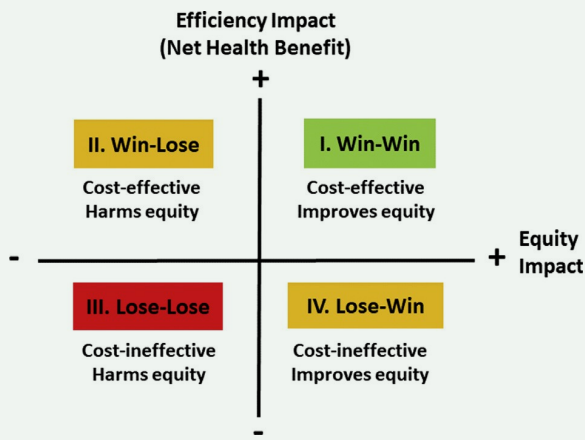 Efficiency Impact
(Net Health Benefit)
+
II. Win-Lose
I. Win-Win
Cost-effective
Harms equity
Cost-effective
Improves equity
-
+
Equity
Impact
III. Lose-Lose
IV. Lose-Win
Cost-ineffective
Harms equity
Cost-ineffective
Improves equity
-